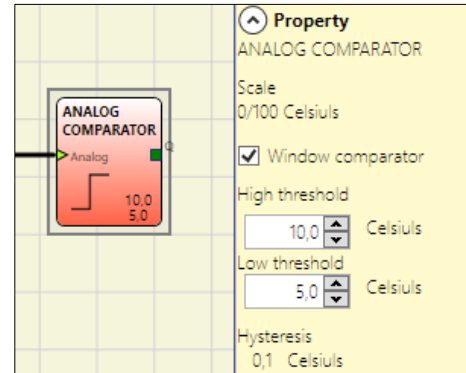 ANALOG
COMPARATOR
Analog
Q
10,0
5,0
Property
ANALOG COMPARATOR
Scale
0/100 Celsiuls
Window comparator
High threshold
10,0 Celsiuls
Low threshold
5,0 Celsiuls
Hysteresis
0,1 Celsiuls